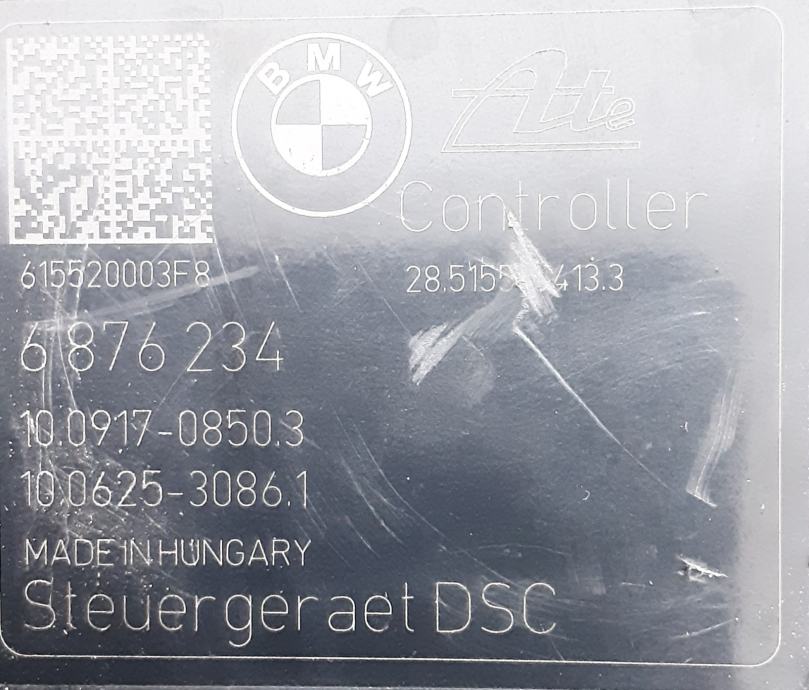 BMW
Ate
Controller
615520003F8
6 876 234
10.0917-0850.3
10.0625-3086.1
MADE IN HUNGARY
Steuergeraet DSC